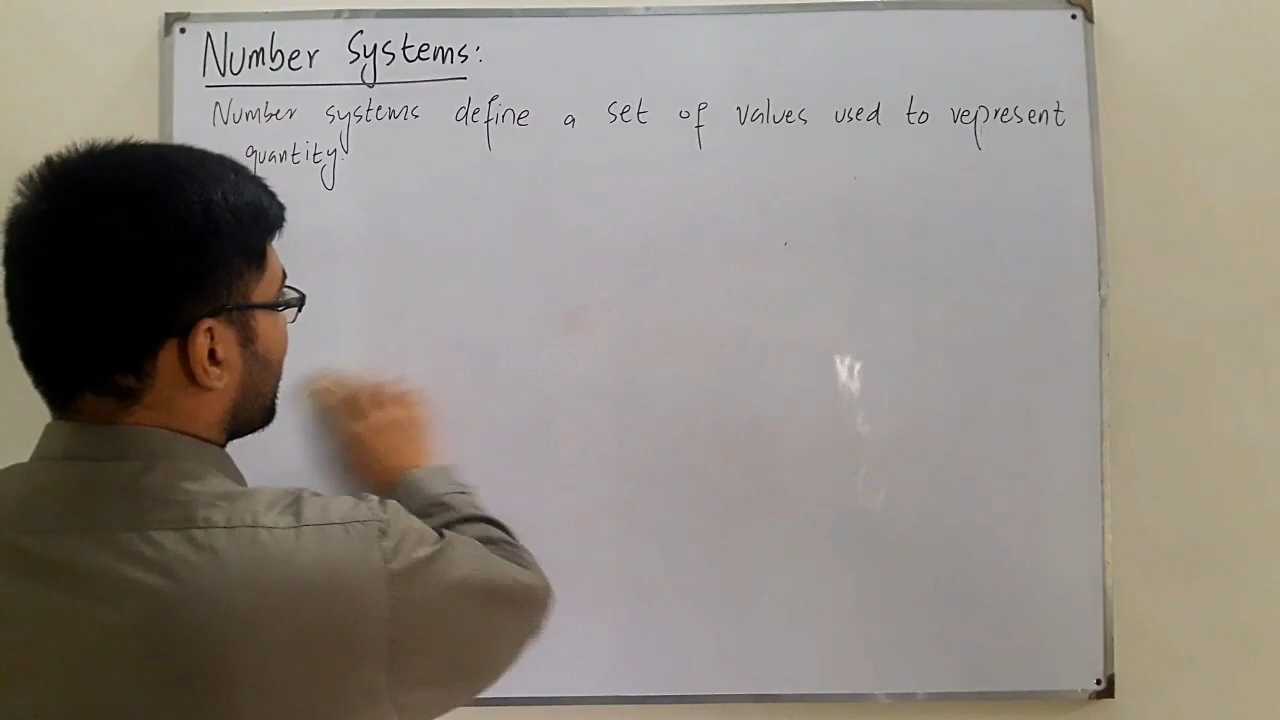 Number Systems:
Number systems define a set of values used to represent
quantity.